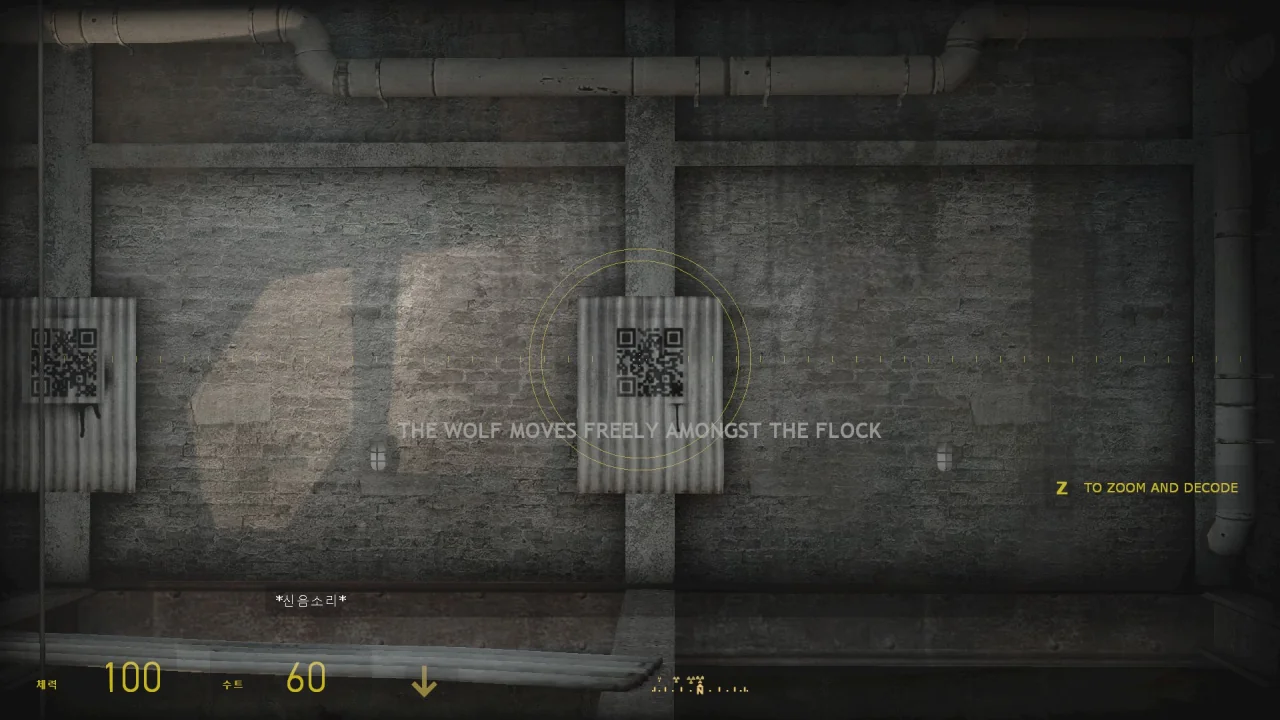 THE WOLF MOVES FREELY AMONGST THE FLOCK
Z TO ZOOM AND DECODE
*신음소리*
체력 100 수트 60
N